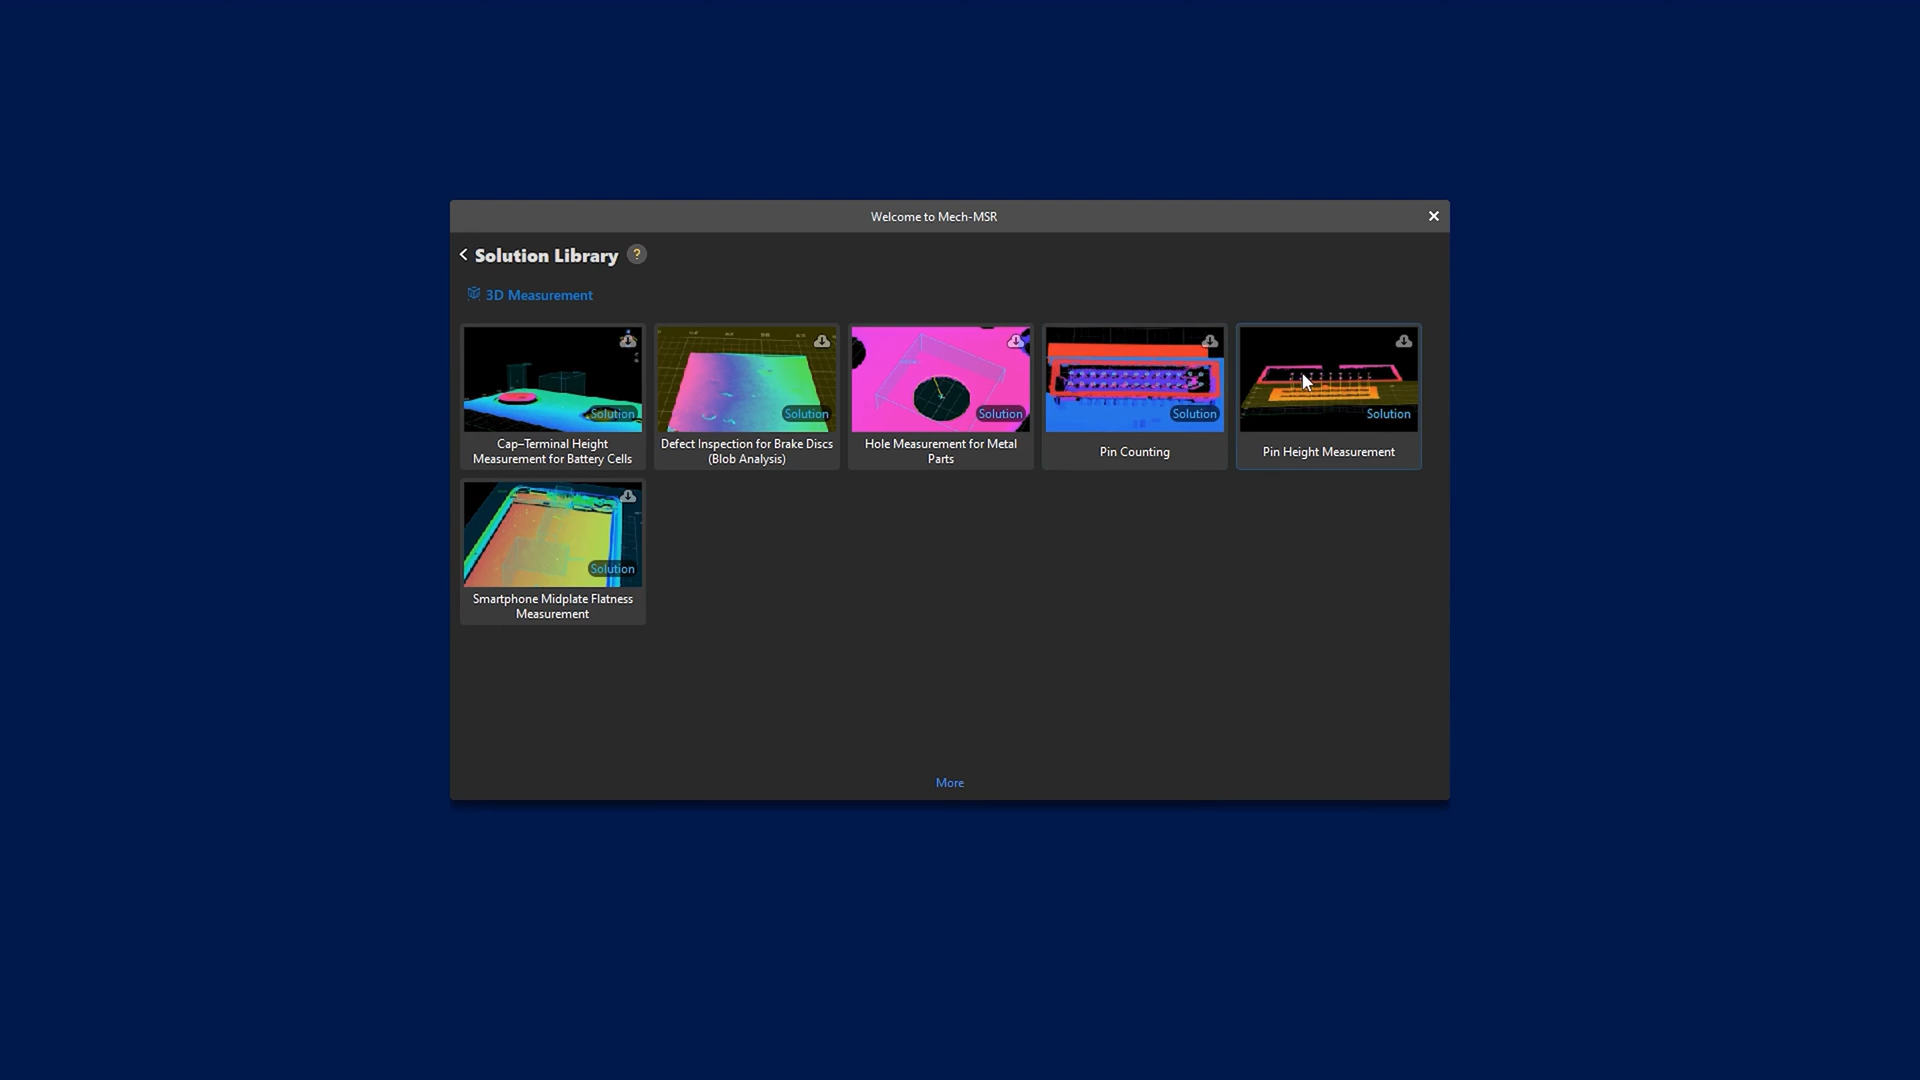 Welcome to Mech-MSR
Solution Library ?
3D Measurement
Solution
Cap–Terminal Height
Measurement for Battery Cells
Solution
Defect Inspection for Brake Discs
(Blob Analysis)
Solution
Hole Measurement for Metal
Parts
Solution
Pin Counting
Solution
Pin Height Measurement
Solution
Smartphone Midplate Flatness
Measurement
More